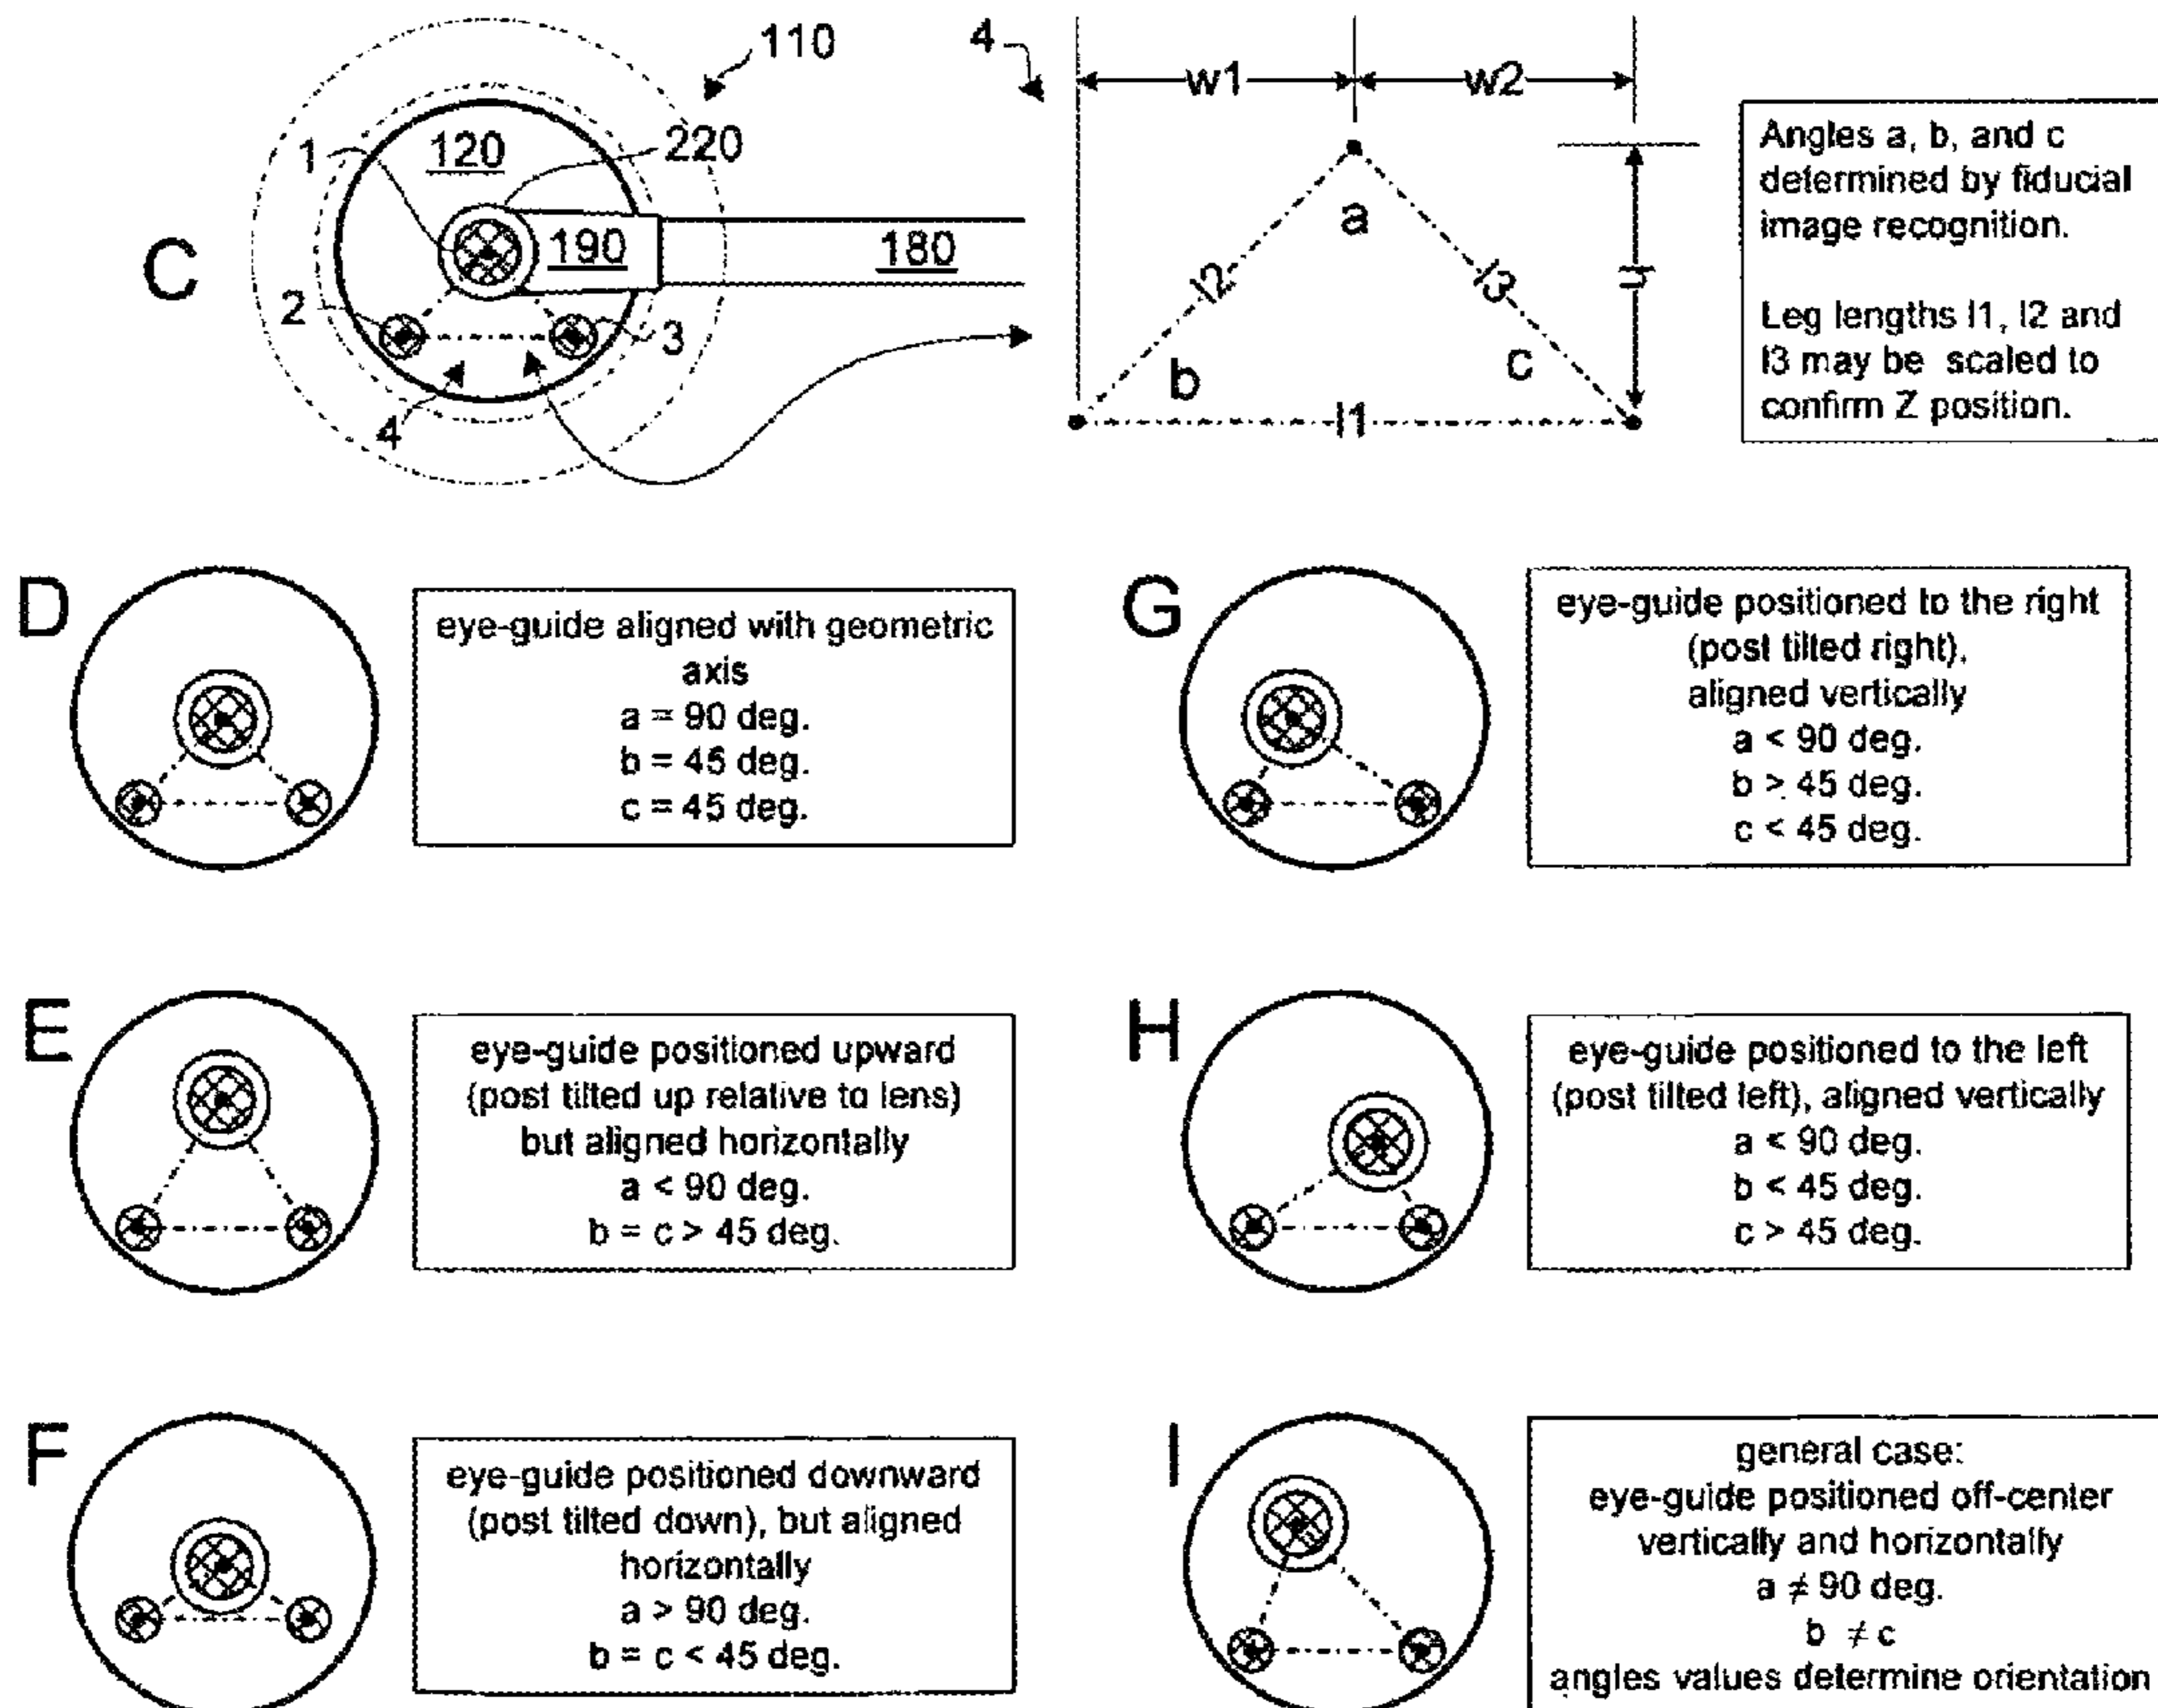 110
4
w1
w2
1
120
220
C
190
180
2
3
4
a
l2
l3
h
b
c
l1
Angles a, b, and c
determined by fiducial
image recognition.
Leg lengths l1, l2 and
l3 may be scaled to
confirm Z position.
D
eye-guide aligned with geometric
axis
a = 90 deg.
b = 45 deg.
c = 45 deg.
G
eye-guide positioned to the right
(post tilted right),
aligned vertically
a < 90 deg.
b > 45 deg.
c < 45 deg.
E
eye-guide positioned upward
(post tilted up relative to lens)
but aligned horizontally
a < 90 deg.
b = c > 45 deg.
H
eye-guide positioned to the left
(post tilted left), aligned vertically
a < 90 deg.
b < 45 deg.
c > 45 deg.
F
eye-guide positioned downward
(post tilted down), but aligned
horizontally
a > 90 deg.
b = c < 45 deg.
I
general case:
eye-guide positioned off-center
vertically and horizontally
a ≠ 90 deg.
b ≠ c
angles values determine orientation